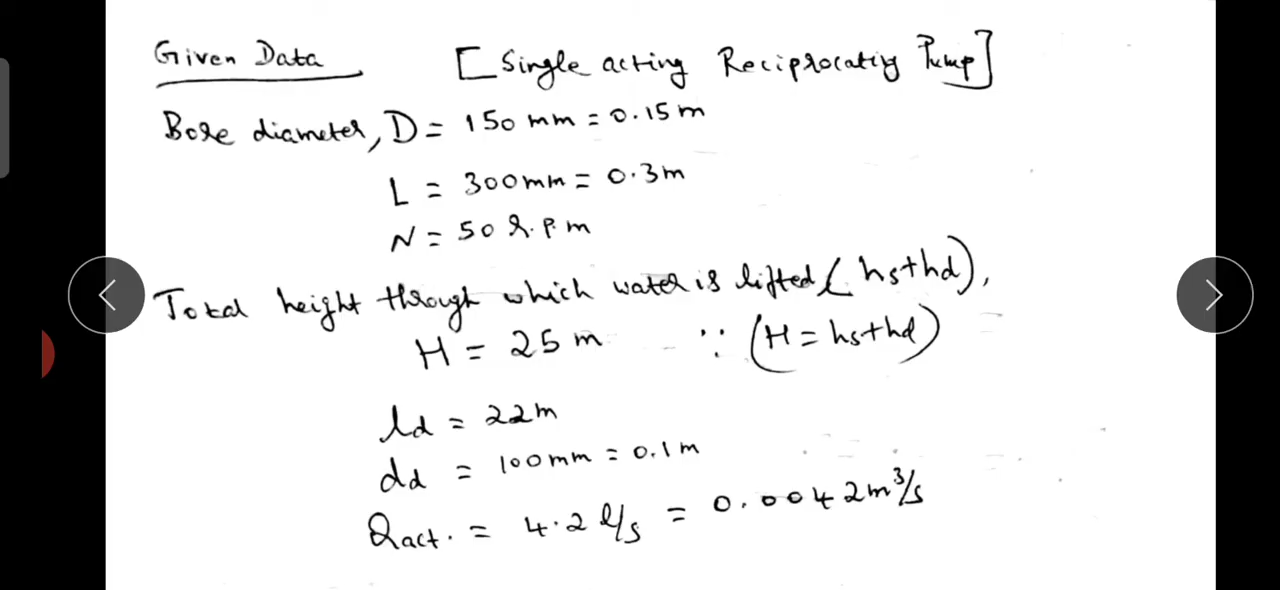 Given Data [Single acting Reciprocating Pump]
Bore diameter, D = 150 mm = 0.15 m
L = 300 mm = 0.3 m
N = 50 r.p.m
Total height through which water is lifted (hs+hd),
H = 25 m ∵ (H = hs+hd)
ld = 22 m
dd = 100 mm = 0.1 m
Qact. = 4.2 l/s = 0.0042 m³/s